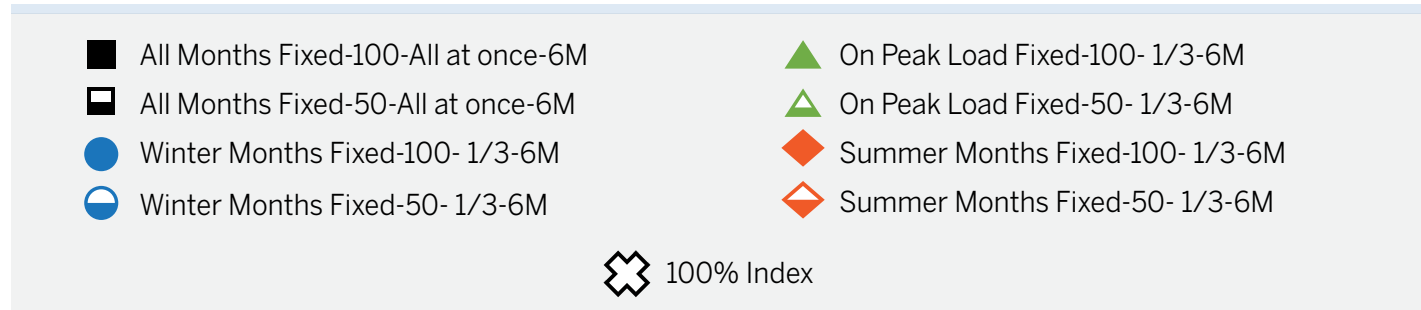 All Months Fixed-100-All at once-6M
All Months Fixed-50-All at once-6M
Winter Months Fixed-100- 1/3-6M
Winter Months Fixed-50- 1/3-6M
On Peak Load Fixed-100- 1/3-6M
On Peak Load Fixed-50- 1/3-6M
Summer Months Fixed-100- 1/3-6M
Summer Months Fixed-50- 1/3-6M
100% Index